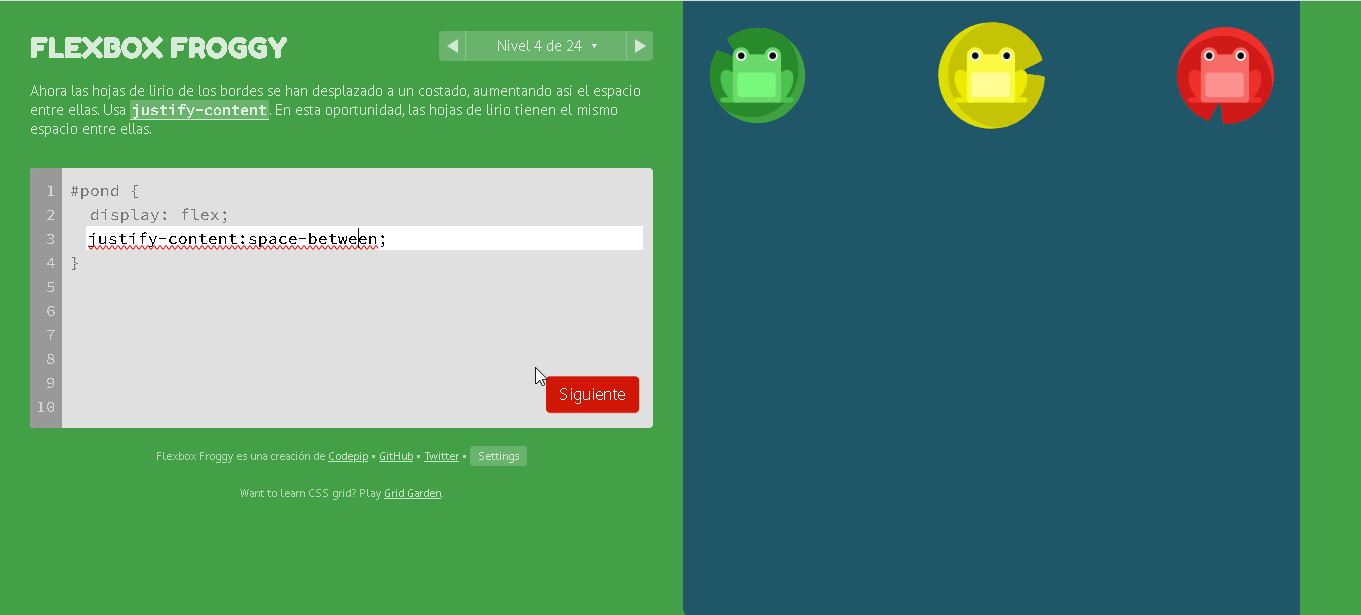 FLEXBOX FROGGY
Nivel 4 de 24
Ahora las hojas de lirio de los bordes se han desplazado a un costado, aumentando así el espacio
entre ellas. Usa justify-content. En esta oportunidad, las hojas de lirio tienen el mismo
espacio entre ellas.
1 #pond {
2 display: flex;
3 justify-content:space-between;
4 }
5
6
7
8
9
10
Siguiente
Flexbox Froggy es una creación de Codepip • GitHub • Twitter • Settings
Want to learn CSS grid? Play Grid Garden.